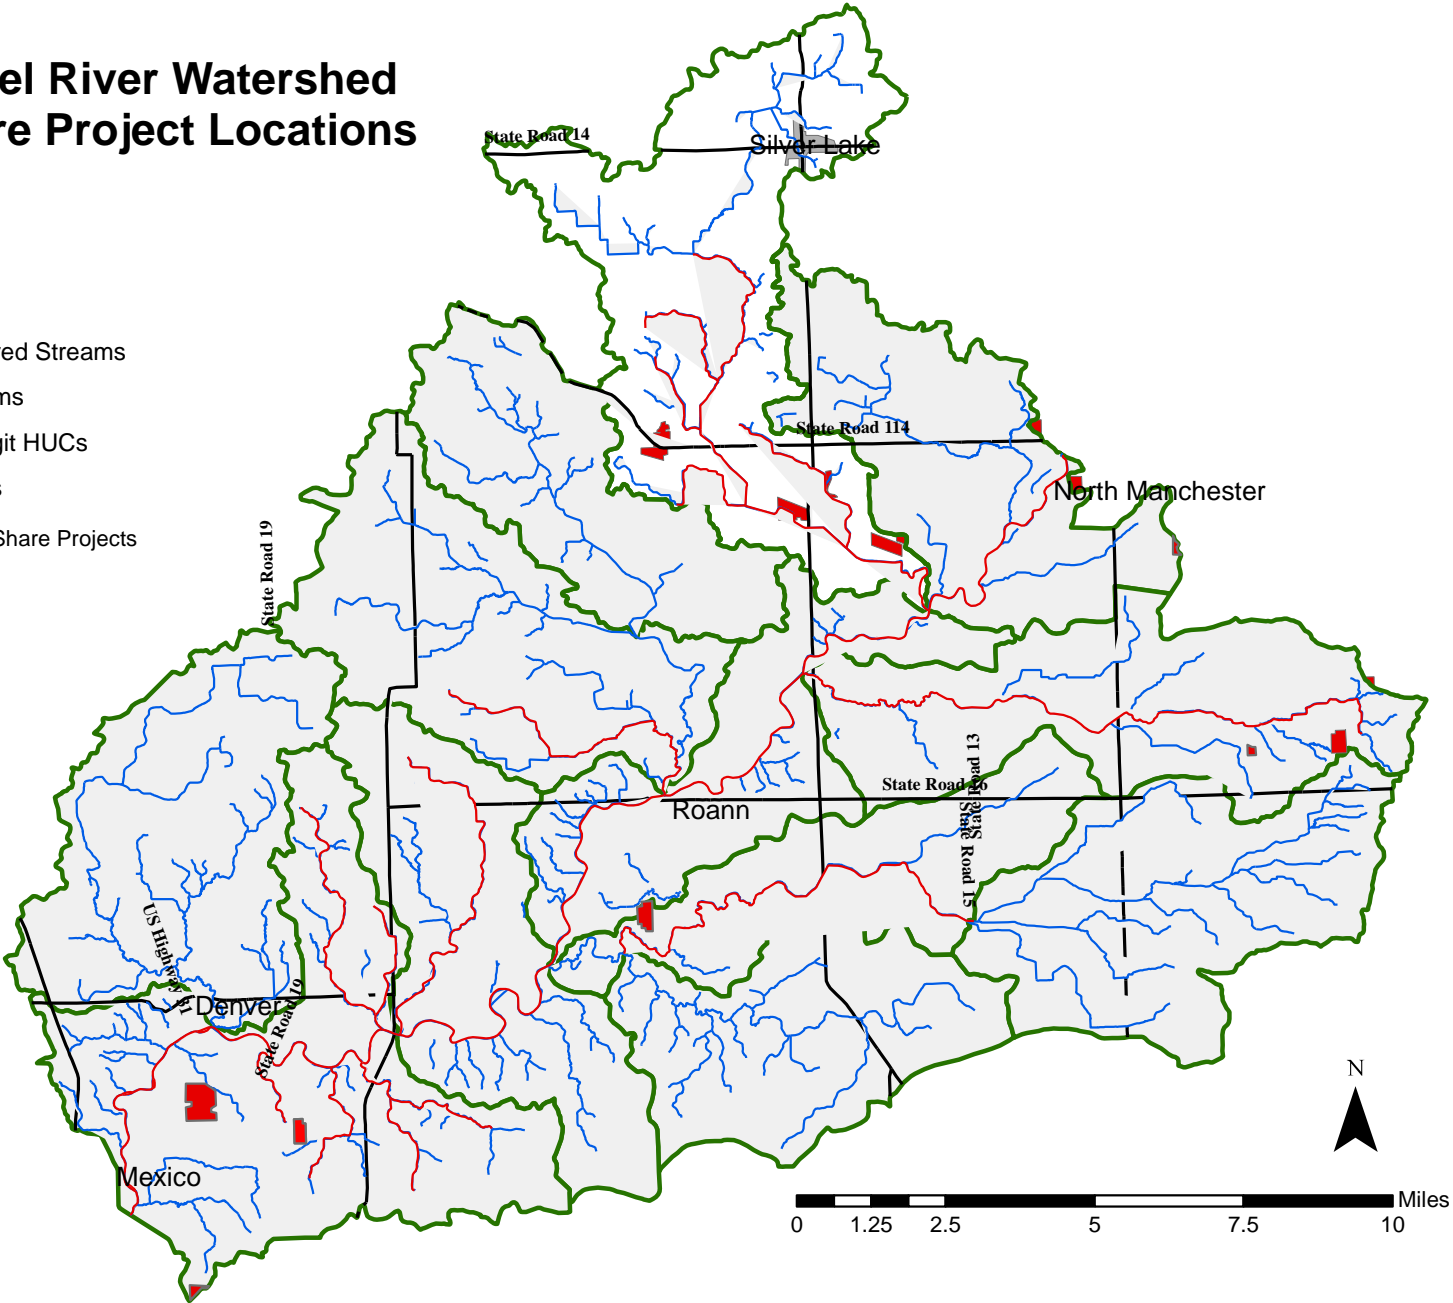 el River Watershed
re Project Locations
State Road 14
Silver Lake
ed Streams
ms
git HUCs
s
Share Projects
State Road 114
North Manchester
State Road 19
State Road 13
State Road 16
State Road 15
Roann
US Highway 31
Denver
State Road 19
Mexico
N
Miles
0 1.25 2.5 5 7.5 10